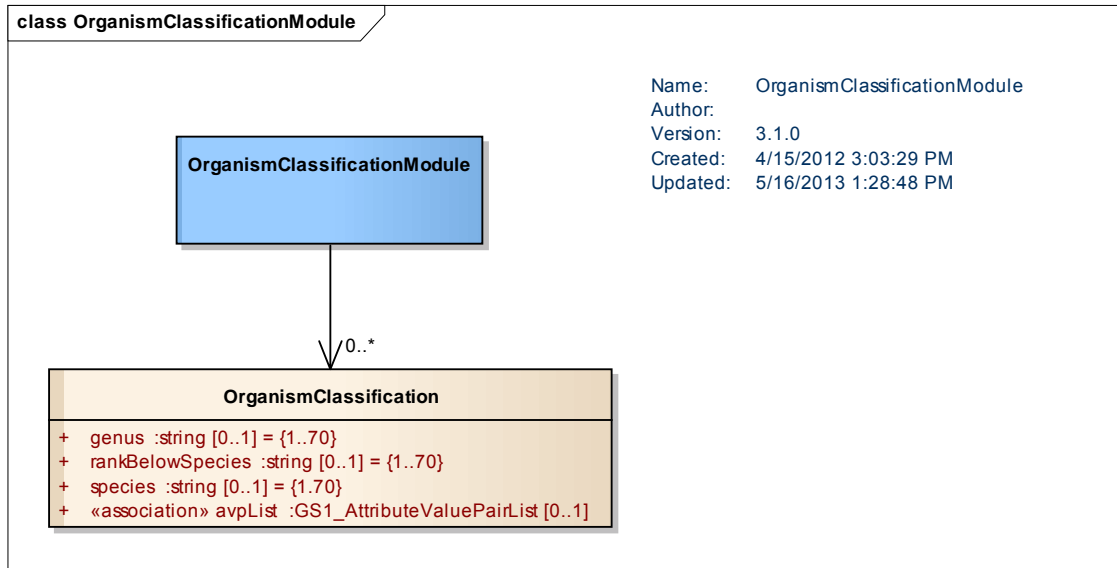 class OrganismClassificationModule
Name: OrganismClassificationModule
Author:
Version: 3.1.0
Created: 4/15/2012 3:03:29 PM
Updated: 5/16/2013 1:28:48 PM
OrganismClassificationModule
0..*
OrganismClassification
+ genus :string [0..1] = {1..70}
+ rankBelowSpecies :string [0..1] = {1..70}
+ species :string [0..1] = {1.70}
+ «association» avpList :GS1_AttributeValuePairList [0..1]